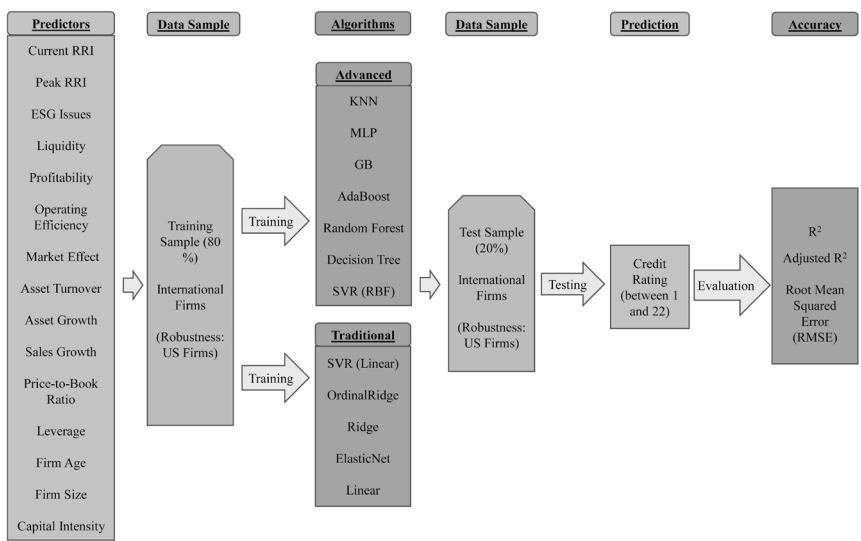 Predictors
Current RRI
Peak RRI
ESG Issues
Liquidity
Profitability
Operating
Efficiency
Market Effect
Asset Turnover
Asset Growth
Sales Growth
Price-to-Book
Ratio
Leverage
Firm Age
Firm Size
Capital Intensity
Data Sample
Training
Sample (80
%)
International
Firms
(Robustness:
US Firms)
Training
Training
Algorithms
Advanced
KNN
MLP
GB
AdaBoost
Random Forest
Decision Tree
SVR (RBF)
Traditional
SVR (Linear)
OrdinalRidge
Ridge
ElasticNet
Linear
Data Sample
Test Sample
(20%)
International
Firms
(Robustness:
US Firms)
Testing
Prediction
Credit
Rating
(between 1
and 22)
Evaluation
Accuracy
R²
Adjusted R²
Root Mean
Squared
Error
(RMSE)